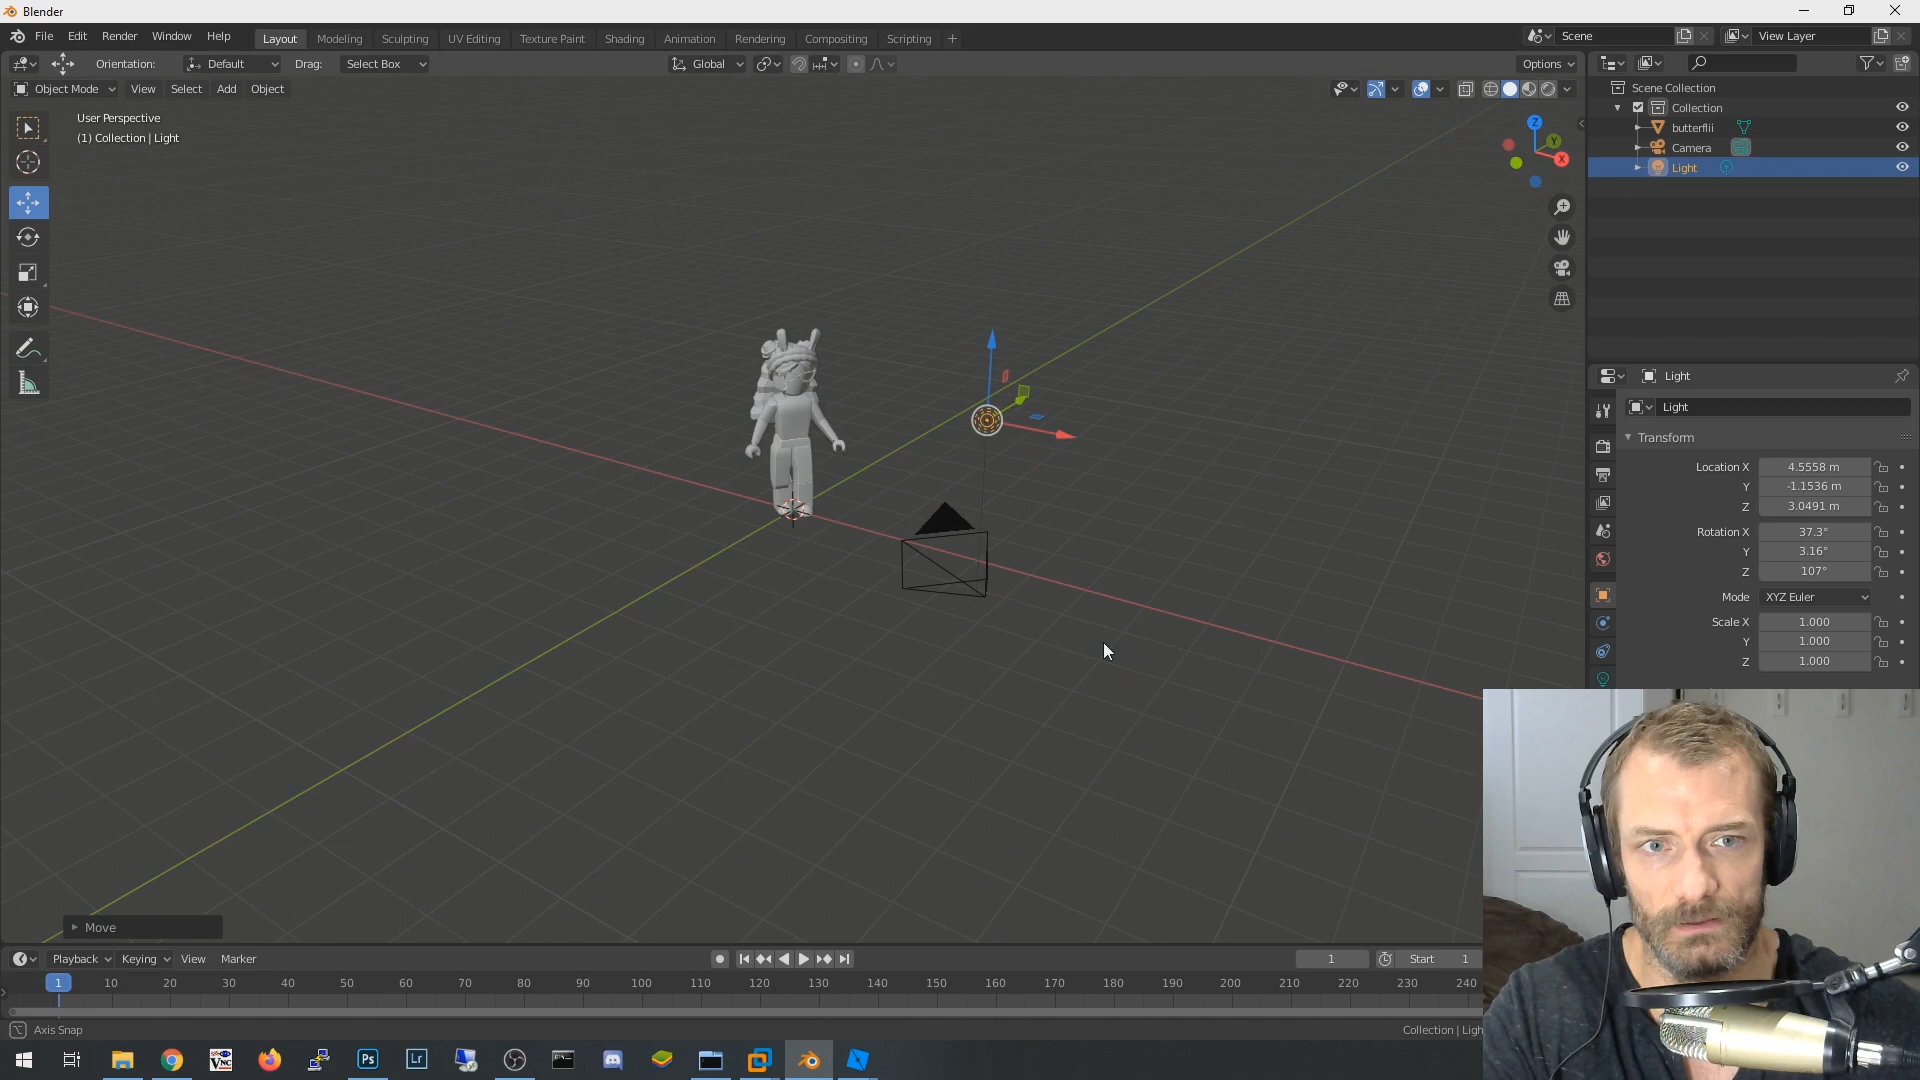 Blender
File Edit Render Window Help Layout Modeling Sculpting UV Editing Texture Paint Shading Animation Rendering Compositing Scripting + Scene View Layer
Orientation: Default Drag: Select Box Global Options
Object Mode View Select Add Object
User Perspective
(1) Collection | Light
Z
Y
X
Scene Collection
Collection
butterflii
Camera
Light
Light
Light
Transform
Location X 4.5558 m
Y -1.1536 m
Z 3.0491 m
Rotation X 37.3°
Y 3.16°
Z 107°
Mode XYZ Euler
Scale X 1.000
Y 1.000
Z 1.000
Move
Playback Keying View Marker 1 Start 1
1 10 20 30 40 50 60 70 80 90 100 110 120 130 140 150 160 170 180 190 200 210 220 230 240
Axis Snap Collection | Ligh
VNC Ps Lr